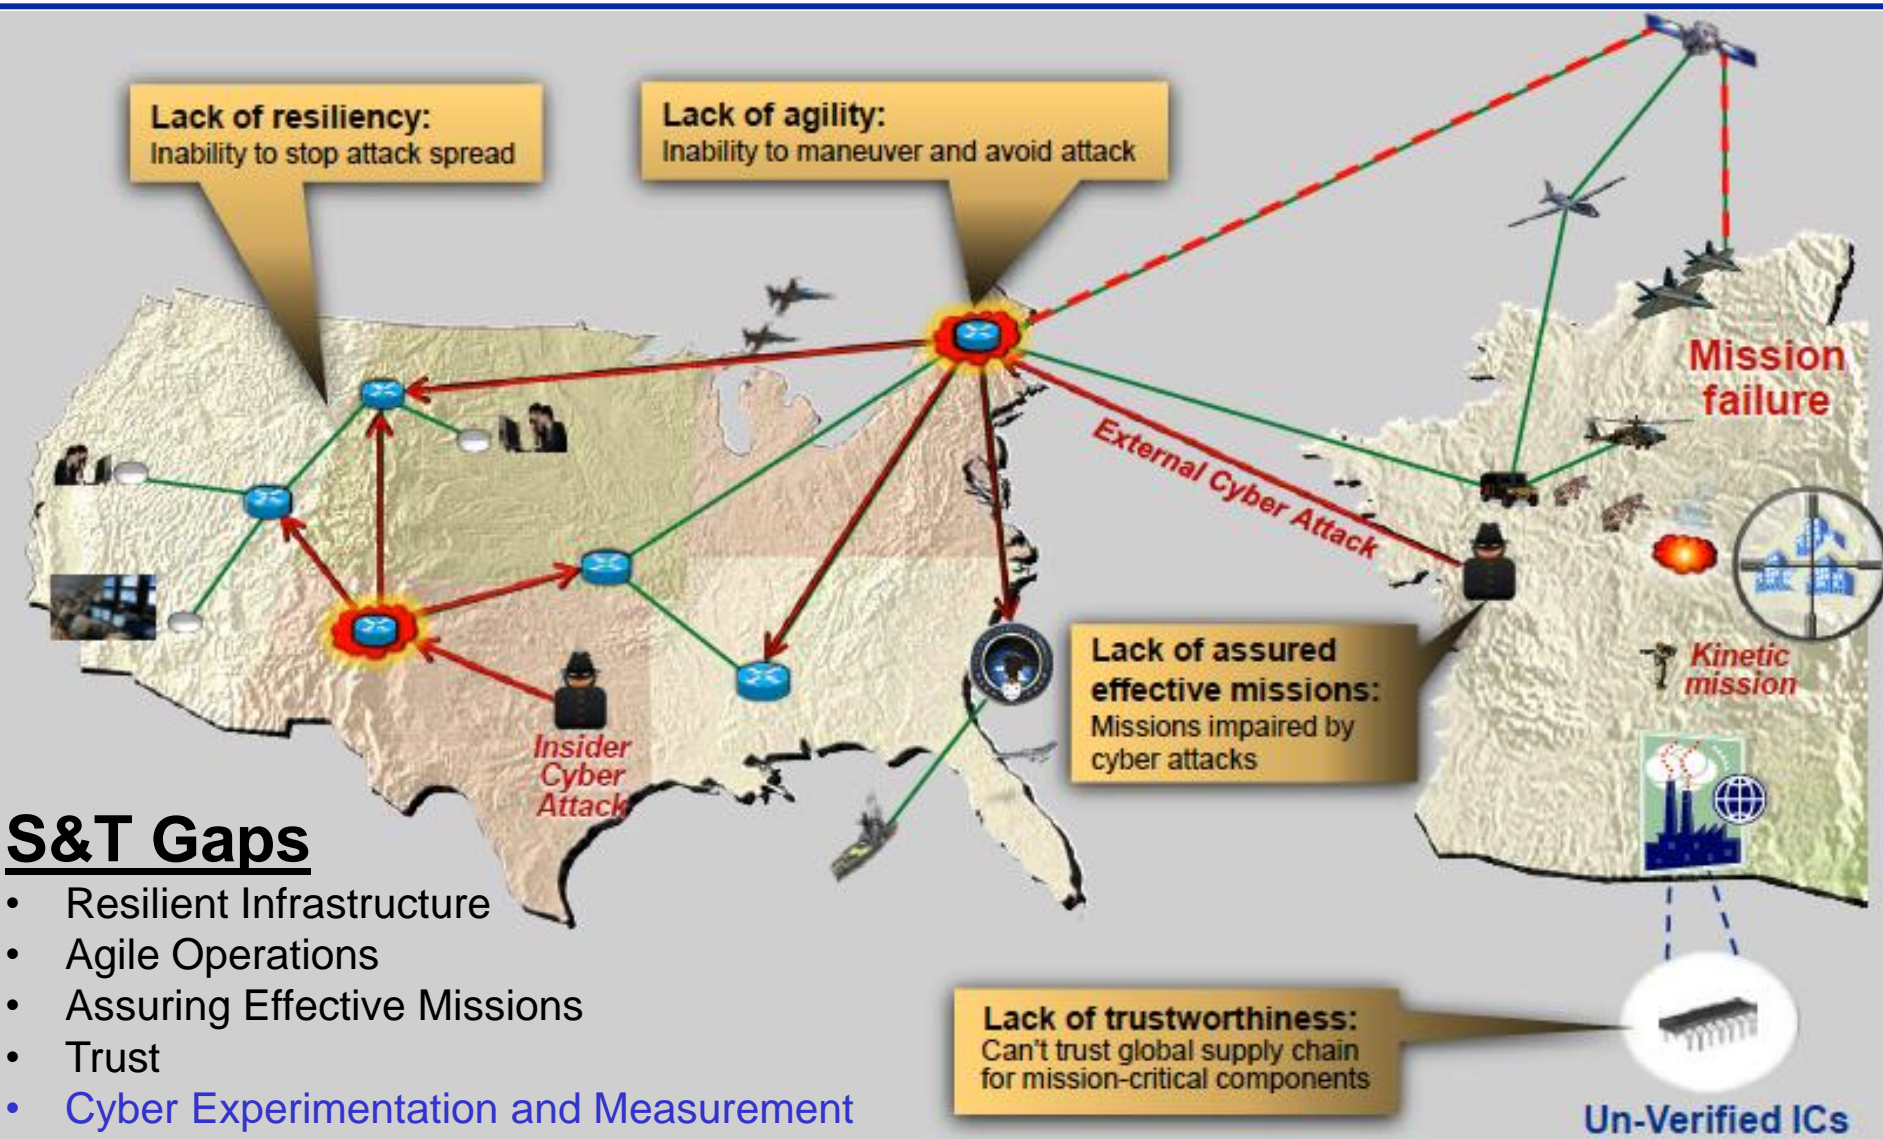 Lack of resiliency:
Inability to stop attack spread
Lack of agility:
Inability to maneuver and avoid attack
Mission
failure
External Cyber Attack
Lack of assured
effective missions:
Missions impaired by
cyber attacks
Kinetic
mission
Insider
Cyber
Attack
S&T Gaps
• Resilient Infrastructure
• Agile Operations
• Assuring Effective Missions
• Trust
• Cyber Experimentation and Measurement
Lack of trustworthiness:
Can't trust global supply chain
for mission-critical components
Un-Verified ICs